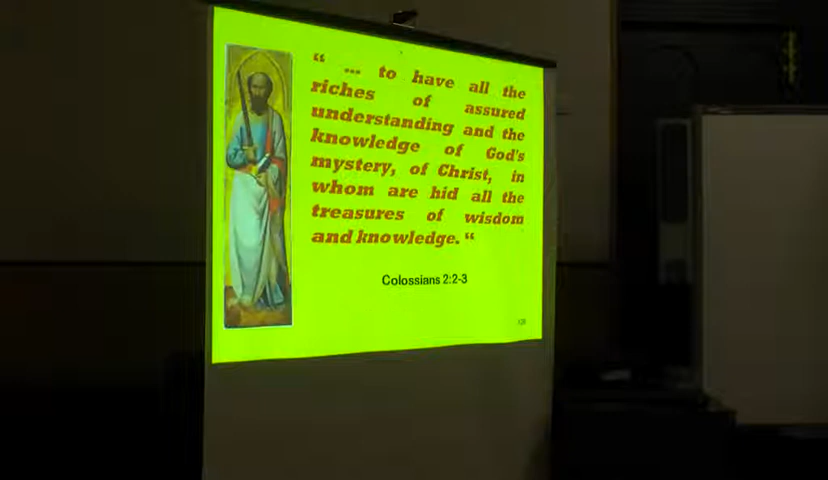 “ ... to have all the
riches of assured
understanding and the
knowledge of God's
mystery, of Christ, in
whom are hid all the
treasures of wisdom
and knowledge. “
Colossians 2:2-3